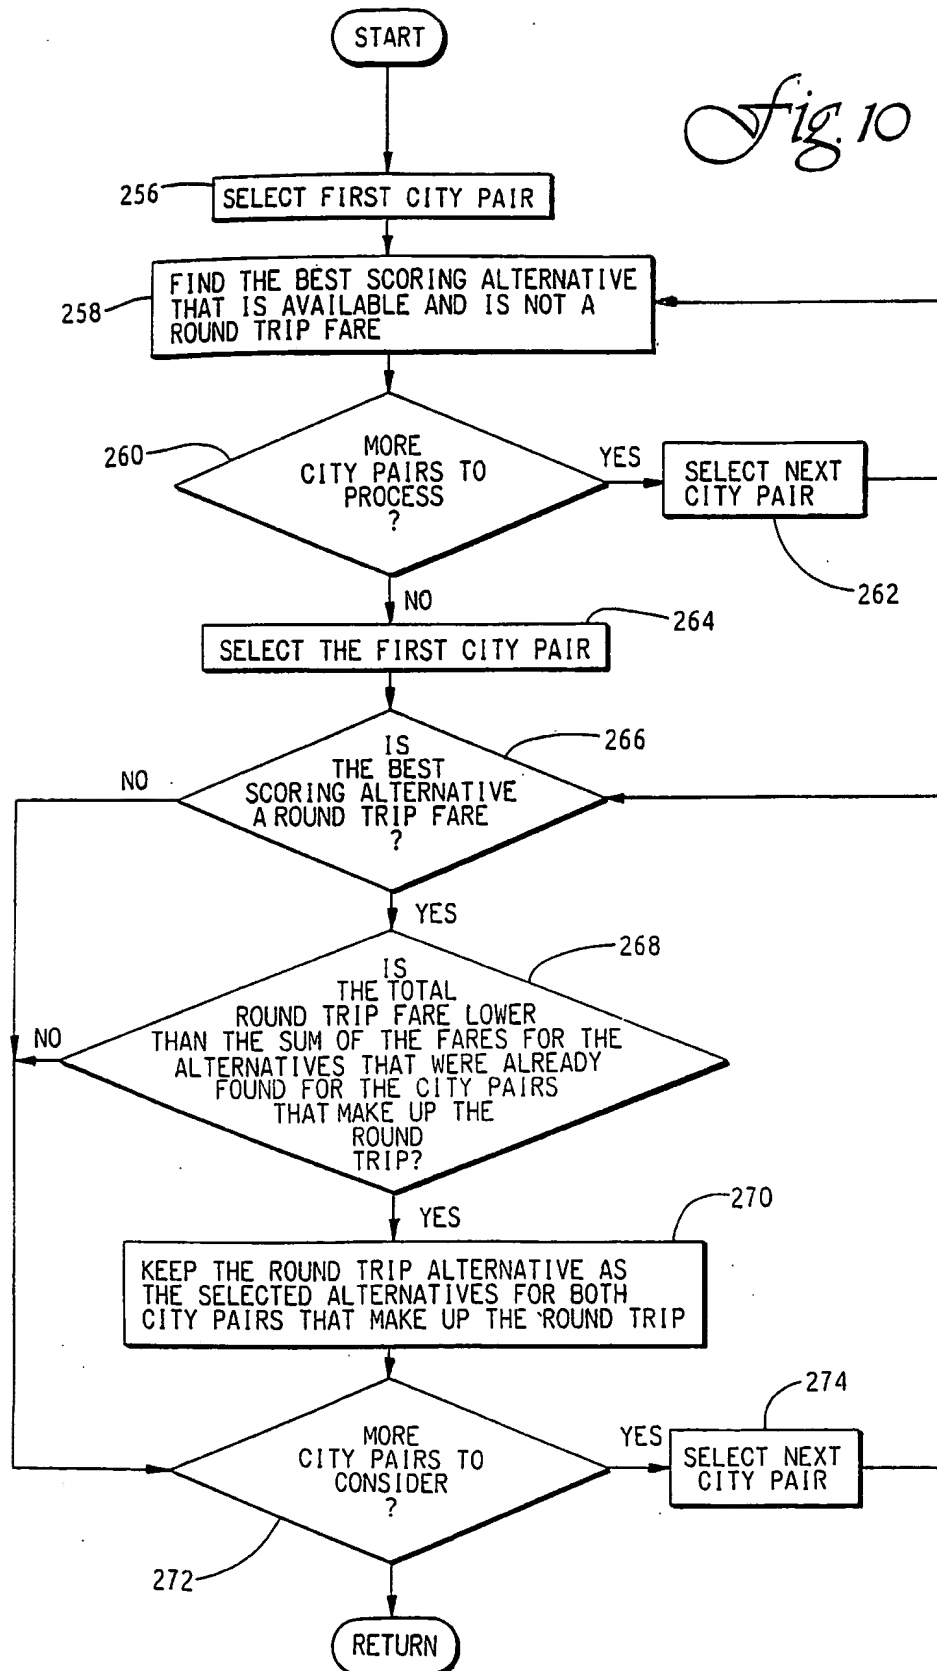 START
Fig. 10
256
SELECT FIRST CITY PAIR
258
FIND THE BEST SCORING ALTERNATIVE
THAT IS AVAILABLE AND IS NOT A
ROUND TRIP FARE
260
MORE
CITY PAIRS TO
PROCESS
?
YES
SELECT NEXT
CITY PAIR
262
NO
264
SELECT THE FIRST CITY PAIR
266
IS
THE BEST
SCORING ALTERNATIVE
A ROUND TRIP FARE
?
NO
YES
268
IS
THE TOTAL
ROUND TRIP FARE LOWER
THAN THE SUM OF THE FARES FOR THE
ALTERNATIVES THAT WERE ALREADY
FOUND FOR THE CITY PAIRS
THAT MAKE UP THE
ROUND
TRIP?
NO
YES
270
KEEP THE ROUND TRIP ALTERNATIVE AS
THE SELECTED ALTERNATIVES FOR BOTH
CITY PAIRS THAT MAKE UP THE ROUND TRIP
274
MORE
CITY PAIRS TO
CONSIDER
?
YES
SELECT NEXT
CITY PAIR
272
RETURN